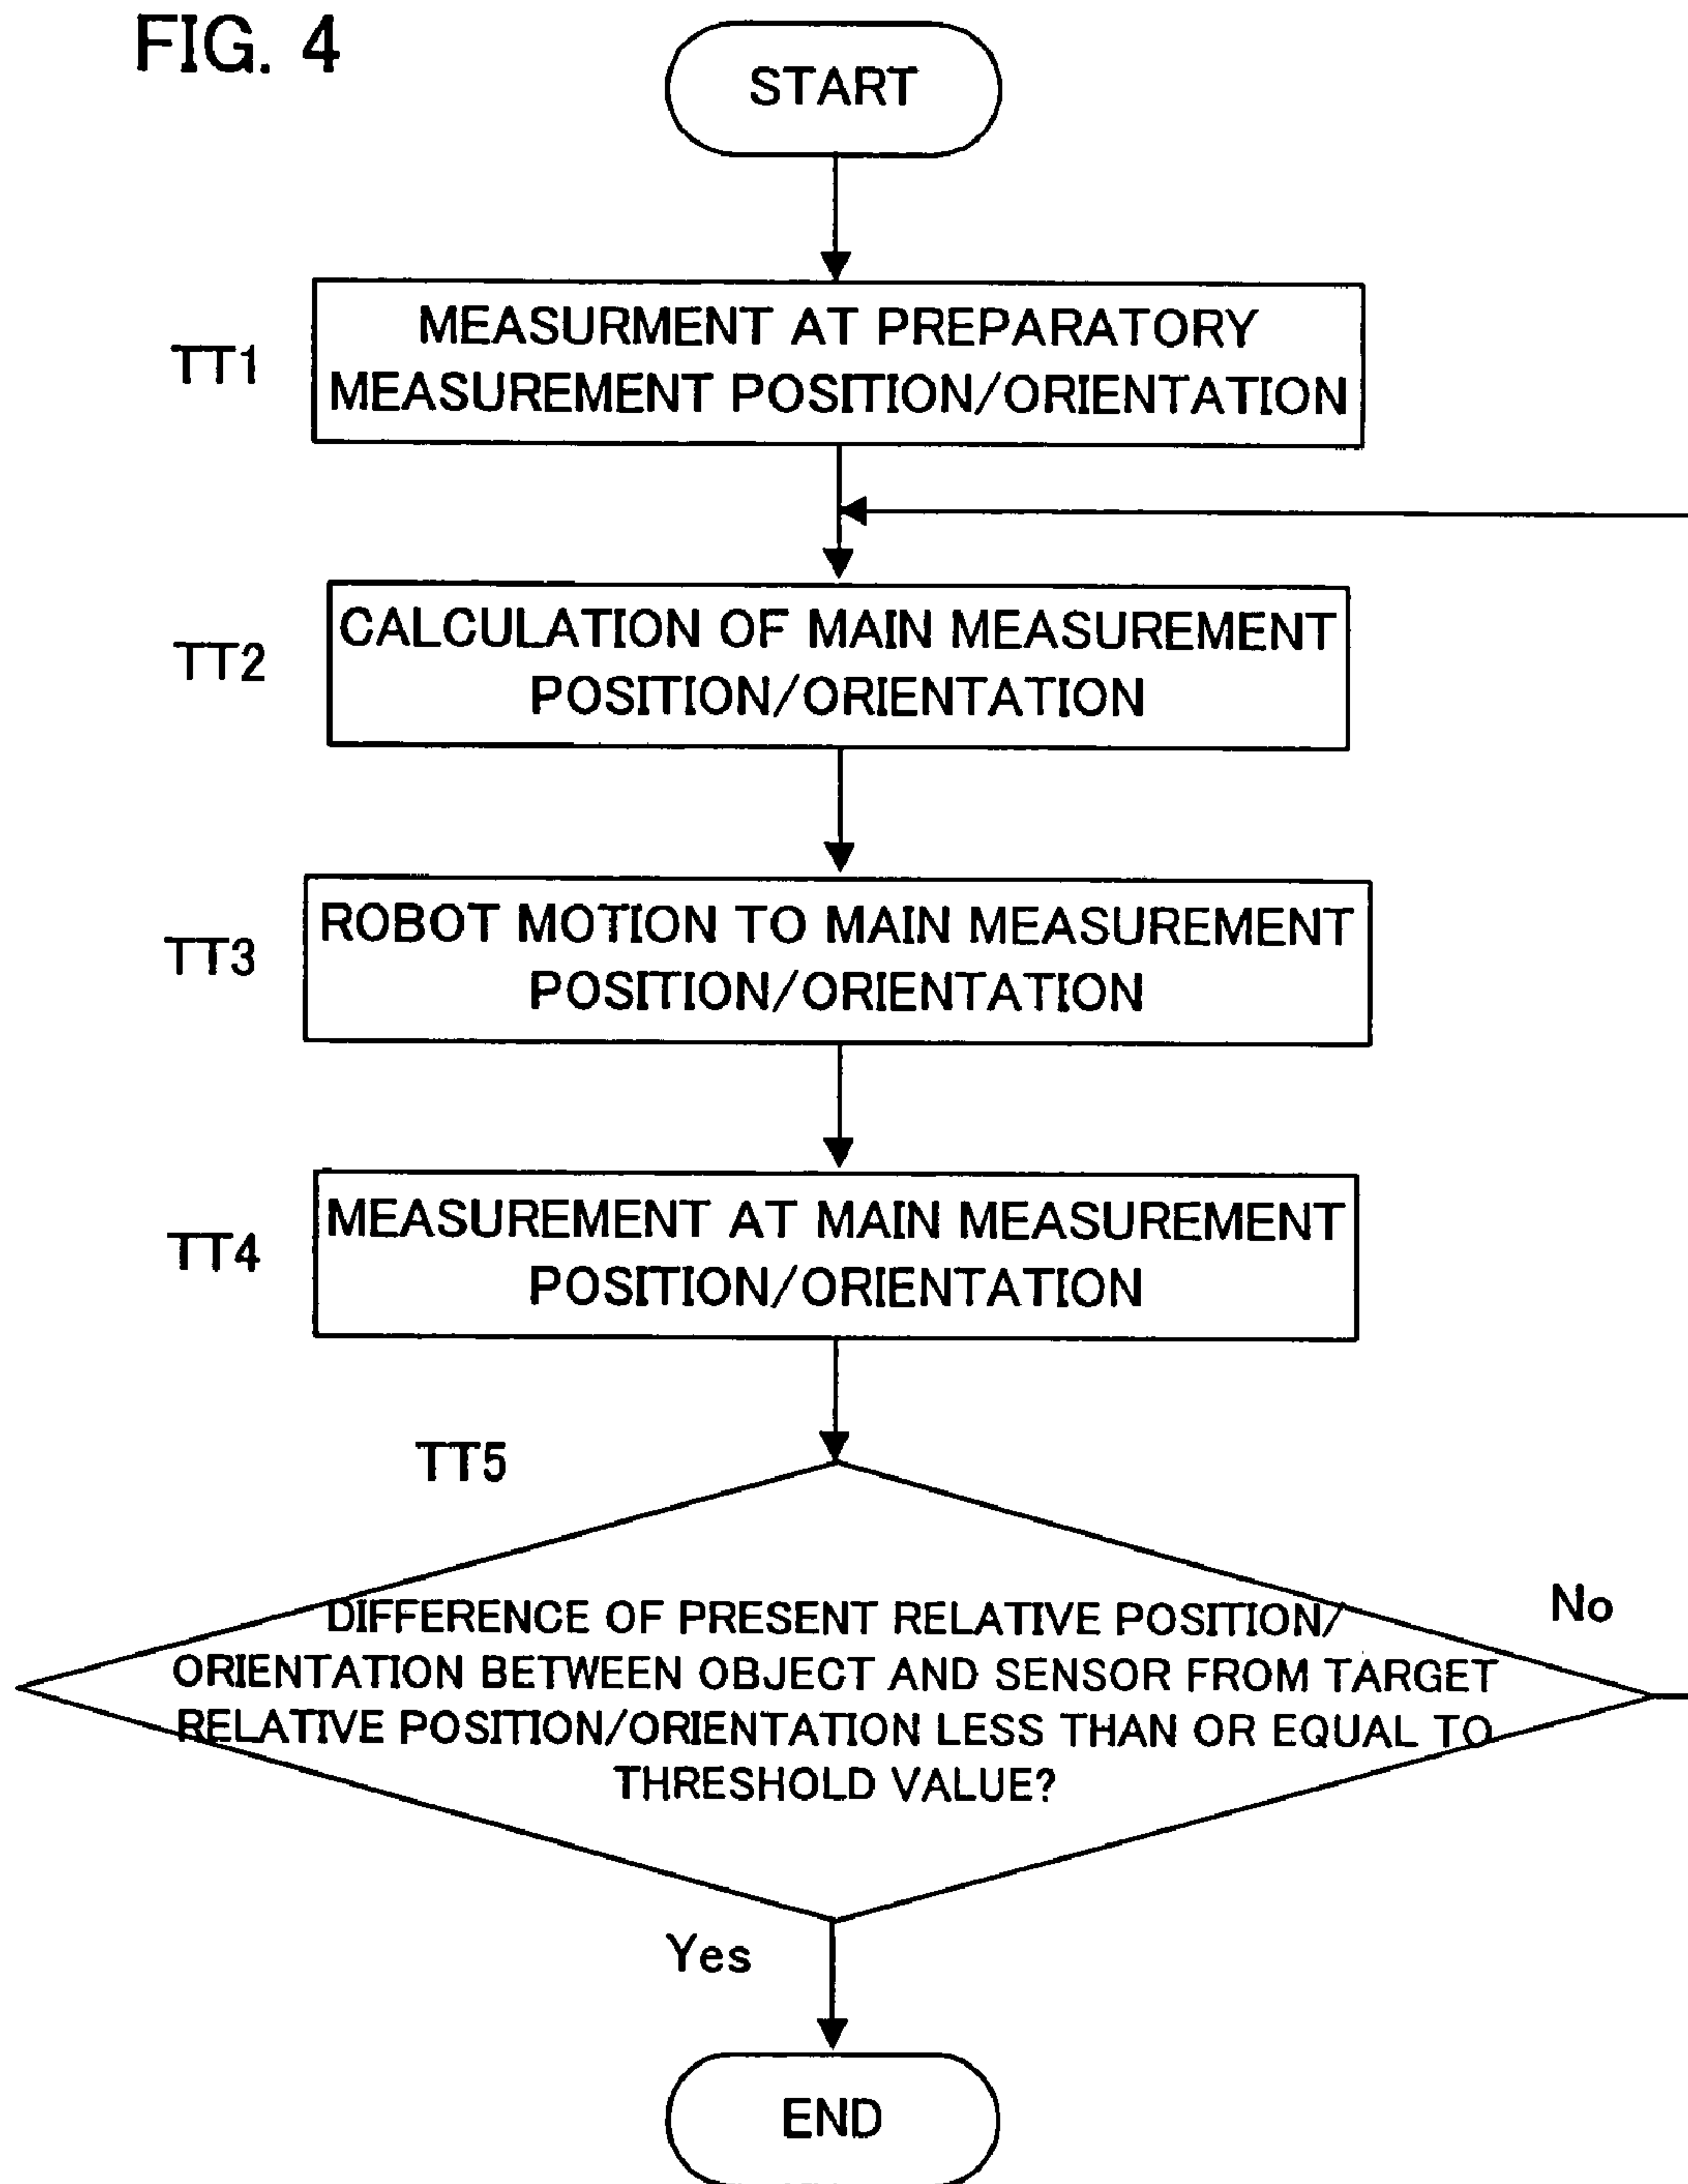 FIG. 4
START
TT1
MEASURMENT AT PREPARATORY
MEASUREMENT POSITION/ORIENTATION
TT2
CALCULATION OF MAIN MEASUREMENT
POSITION/ORIENTATION
TT3
ROBOT MOTION TO MAIN MEASUREMENT
POSITION/ORIENTATION
TT4
MEASUREMENT AT MAIN MEASUREMENT
POSITION/ORIENTATION
TT5
DIFFERENCE OF PRESENT RELATIVE POSITION/
ORIENTATION BETWEEN OBJECT AND SENSOR FROM TARGET
RELATIVE POSITION/ORIENTATION LESS THAN OR EQUAL TO
THRESHOLD VALUE?
No
Yes
END